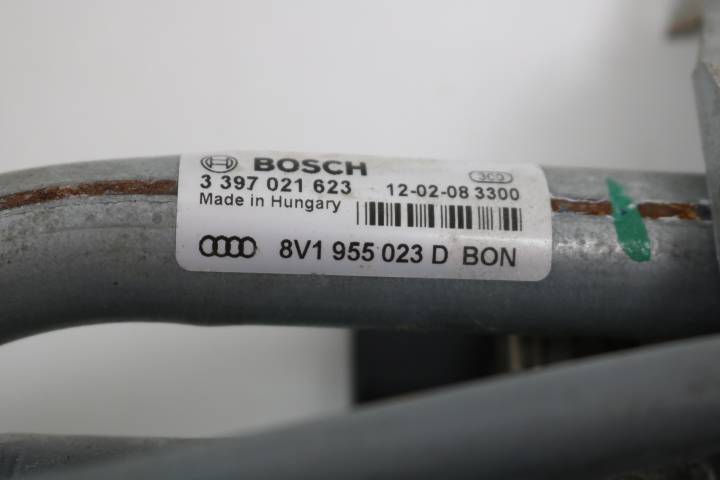 BOSCH
3 397 021 623 12-02-08 3300
Made in Hungary
8V1 955 023 D BON